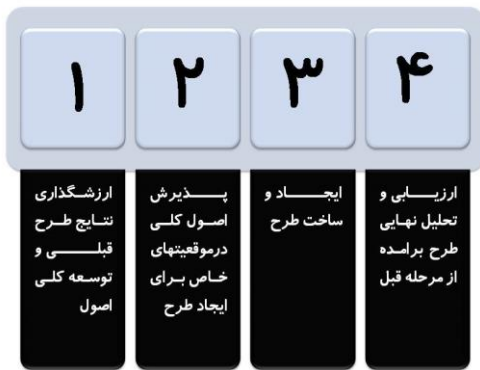 ۱
ارزشگذاری
نتایج طرح
قبلی و
توسعه کلی
اصول
۲
پذیرش
اصول کلی
درموقعیتهای
خاص برای
ایجاد طرح
۳
ایجاد و
ساخت طرح
۴
ارزیابی و
تحلیل نهایی
طرح برامده
از مرحله قبل